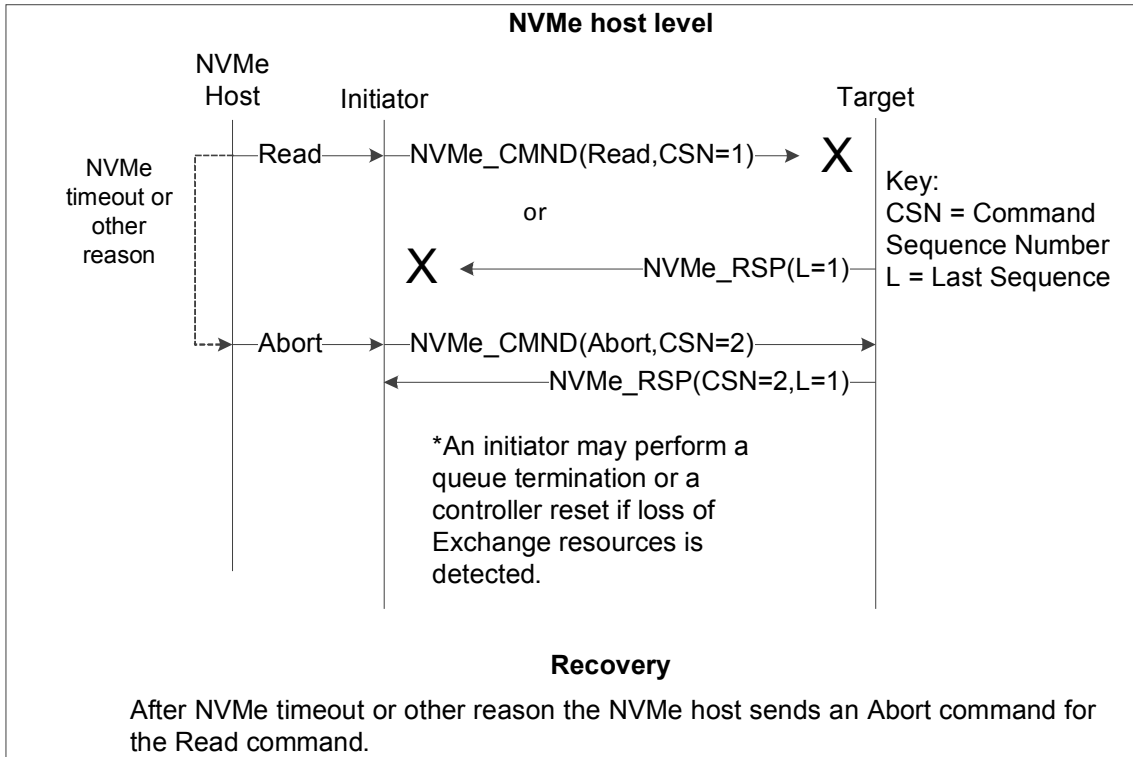 NVMe host level
NVMe
Host
Initiator
Target
Read
NVMe_CMND(Read,CSN=1)
X
NVMe
timeout or
other
reason
or
Key:
CSN = Command
Sequence Number
L = Last Sequence
X
NVMe_RSP(L=1)
Abort
NVMe_CMND(Abort,CSN=2)
NVMe_RSP(CSN=2,L=1)
*An initiator may perform a
queue termination or a
controller reset if loss of
Exchange resources is
detected.
Recovery
After NVMe timeout or other reason the NVMe host sends an Abort command for
the Read command.